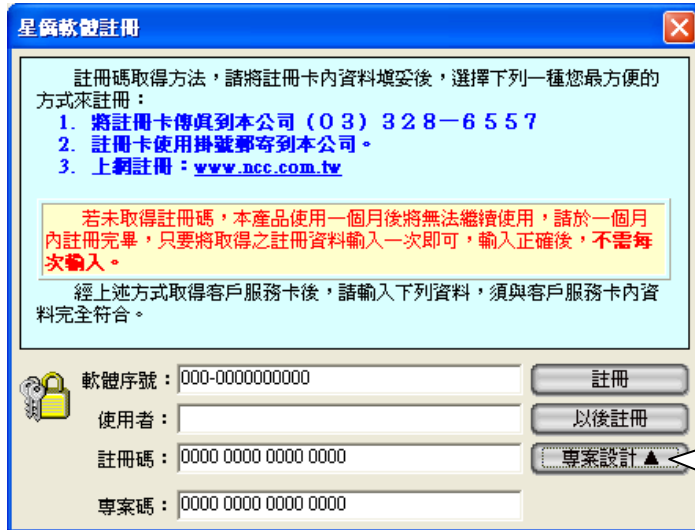 星僑軟體註冊
註冊碼取得方法，請將註冊卡內資料填妥後，選擇下列一種您最方便的
方式來註冊：
1. 將註冊卡傳真到本公司（０３）３２８－６５５７
2. 註冊卡使用掛號郵寄到本公司。
3. 上網註冊：www.ncc.com.tw
若未取得註冊碼，本產品使用一個月後將無法繼續使用，請於一個月
內註冊完畢，只要將取得之註冊資料輸入一次即可，輸入正確後，不需每
次輸入。
經上述方式取得客戶服務卡後，請輸入下列資料，須與客戶服務卡內資
料完全符合。
軟體序號：000-0000000000 註冊
使用者： 以後註冊
註冊碼：0000 0000 0000 0000 專案設計▲
專案碼：0000 0000 0000 0000